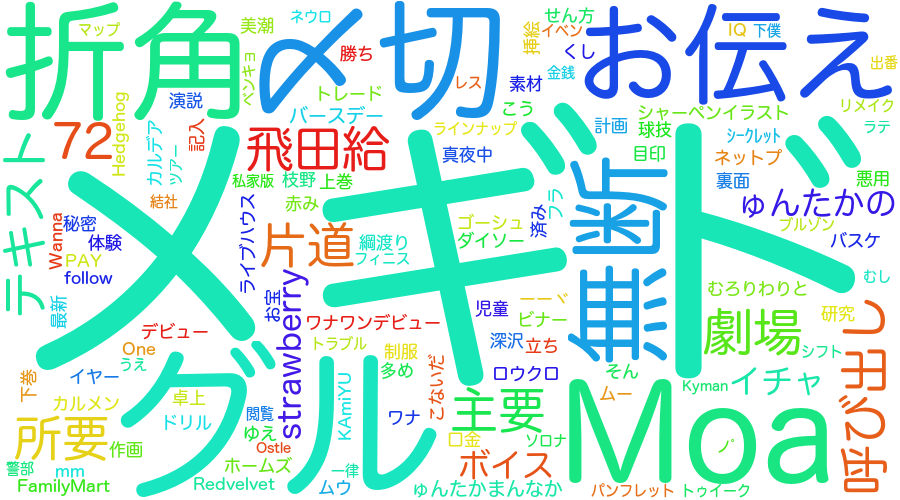 マップ
ネウロ
美潮
勝ち
ベンキョ
折角
〆切
お伝え
挿絵
せん方
イベン
IQ
下僕
くし
金銭
出番
レス
素材
トレード
演説
バースデー
こう
シャーペンイラスト
リメイク
72
Hedgehog
カルデア
ツアー
記入
飛田給
ラインナップ
真夜中
計画
球技
シークレット
ラテ
目印
ネットプ
テキスト
私家版
枝野
上巻
裏面
悪用
結社
赤み
メギド
無断
ゅんたかの
フラ
済み
Wanna
秘密
体験
PAY
follow
ライブハウス
片道
綱渡り
フィニス
ゴーシュ
ダイソー
ブルゾン
バスケ
お宝
strawberry
最新
むし
児童
むろりわりと
ビナー
研究
デビュー
ワナワンデビュー
劇場
呼び出し
One
トラブル
深沢
立ち
うえ
制服
シフト
下巻
イヤー
多め
こないだ
ロウクロ
そん
イチャ
カルメン
卓上
グル
KAmiYU
ワナ
主要
ムー
Kyman
Moa
所要
ドリル
閲覧
ゆえ
作画
Ostle
口金
ソロナ
警部
mm
ホームズ
一律
ボイス
FamilyMart
Redvelvet
ムウ
ゅんたかまんなか
パンフレット
トゥイーク